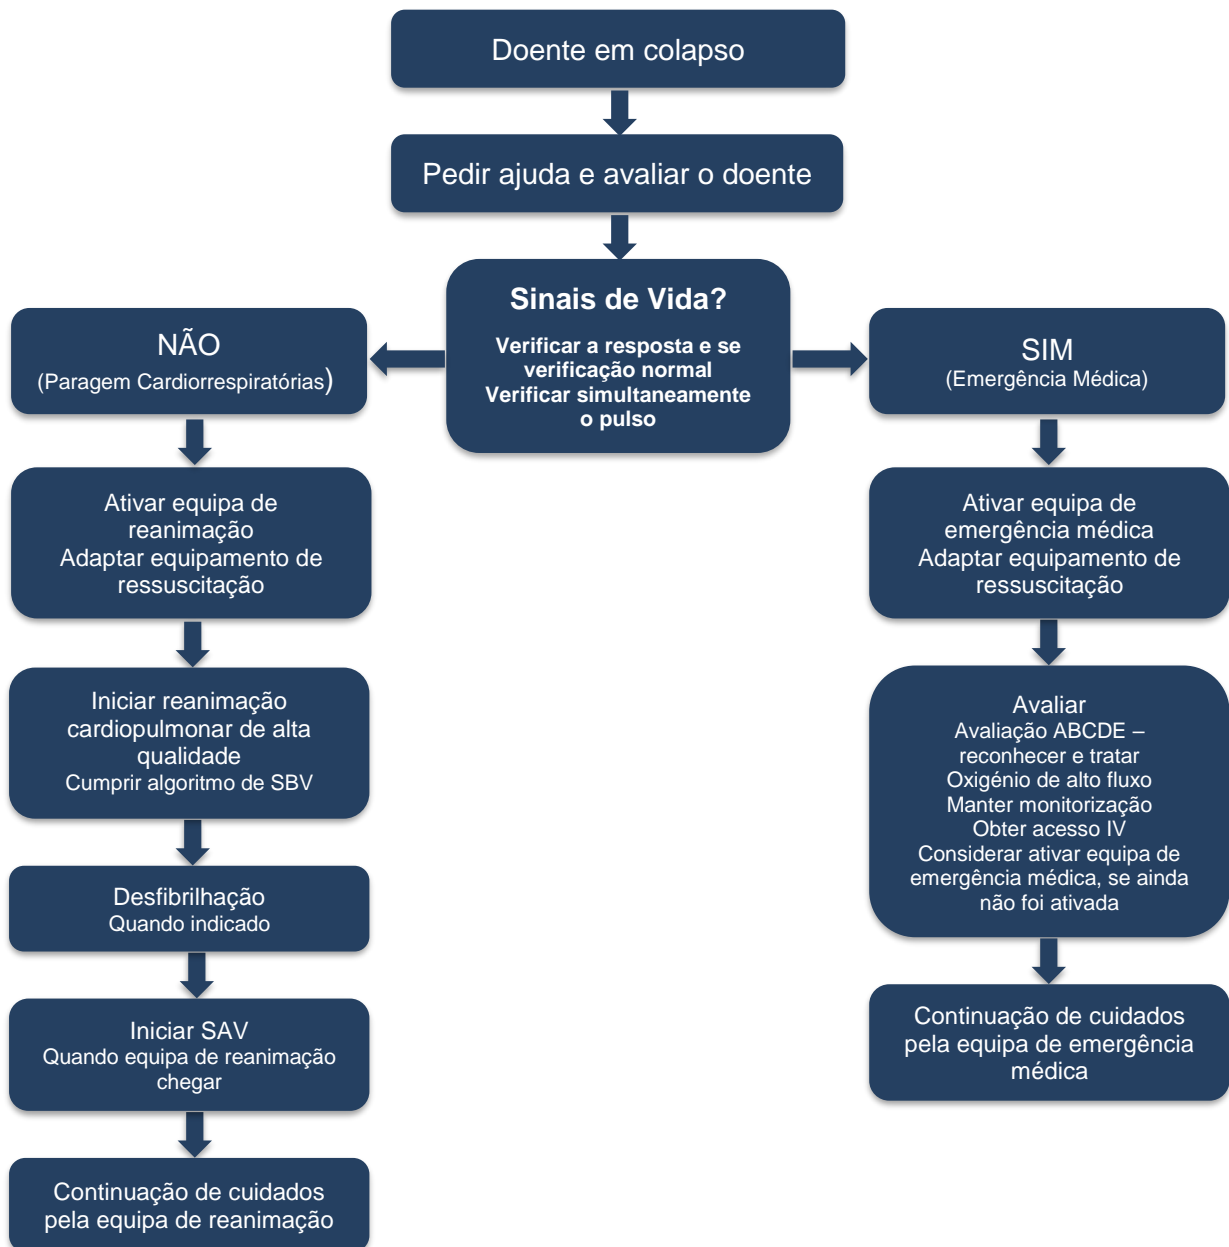 Doente em colapso
Pedir ajuda e avaliar o doente
Sinais de Vida?
Verificar a resposta e se
verificação normal
Verificar simultaneamente
o pulso
NÃO
(Paragem Cardiorrespiratórias)
Ativar equipa de
reanimação
Adaptar equipamento de
ressuscitação
Iniciar reanimação
cardiopulmonar de alta
qualidade
Cumprir algoritmo de SBV
Desfibrilhação
Quando indicado
Iniciar SAV
Quando equipa de reanimação
chegar
Continuação de cuidados
pela equipa de reanimação
SIM
(Emergência Médica)
Ativar equipa de
emergência médica
Adaptar equipamento de
ressuscitação
Avaliar
Avaliação ABCDE –
reconhecer e tratar
Oxigénio de alto fluxo
Manter monitorização
Obter acesso IV
Considerar ativar equipa de
emergência médica, se ainda
não foi ativada
Continuação de cuidados
pela equipa de emergência
médica